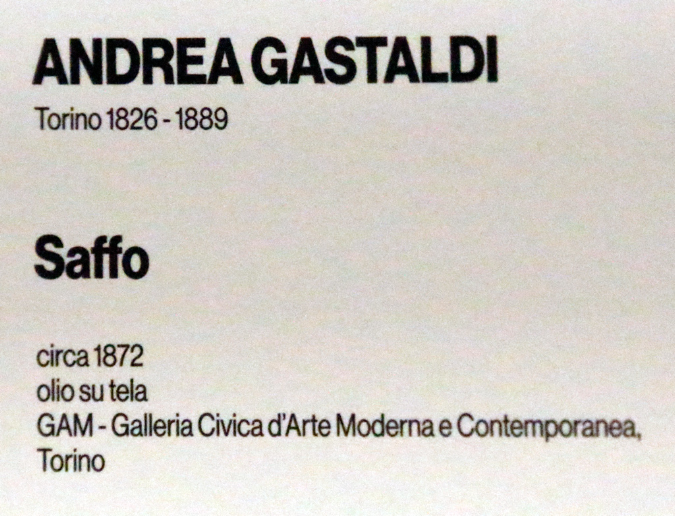 ANDREA GASTALDI
Torino 1826 - 1889
Saffo
circa 1872
olio su tela
GAM - Galleria Civica d'Arte Moderna e Contemporanea,
Torino